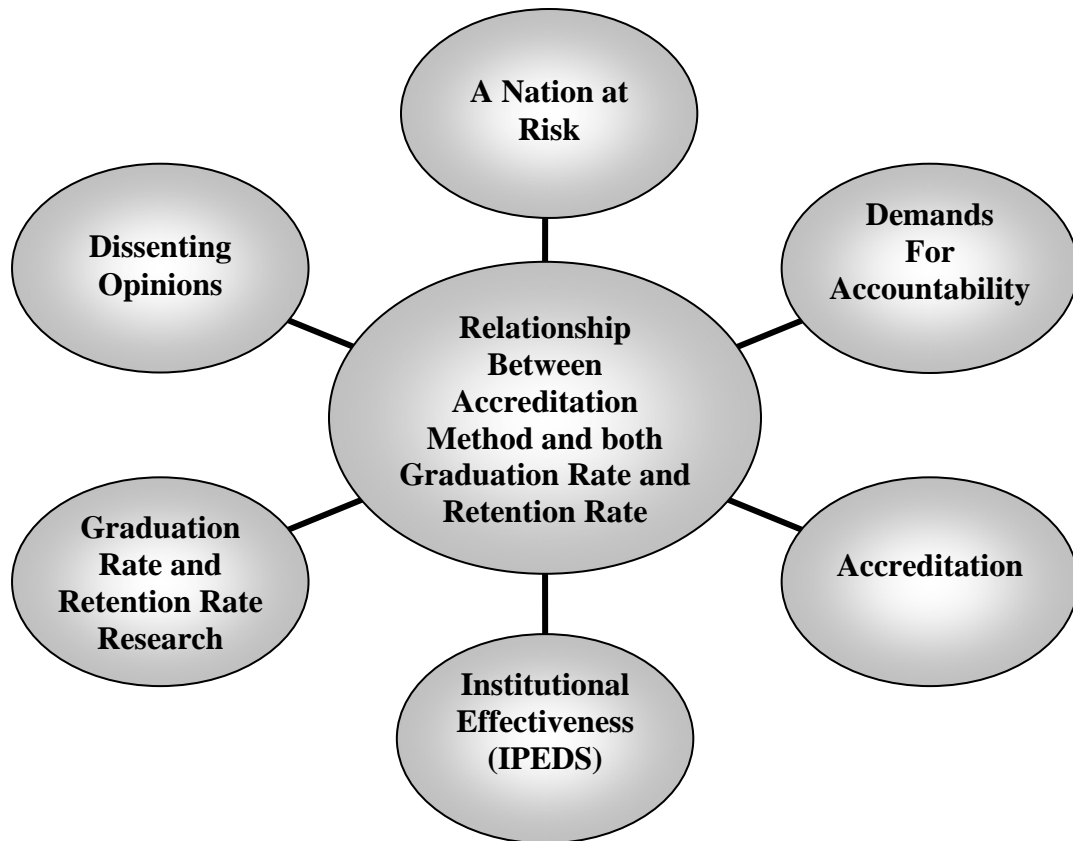 A Nation at
Risk
Dissenting
Opinions
Demands
For
Accountability
Relationship
Between
Accreditation
Method and both
Graduation Rate and
Retention Rate
Graduation
Rate and
Retention Rate
Research
Accreditation
Institutional
Effectiveness
(IPEDS)